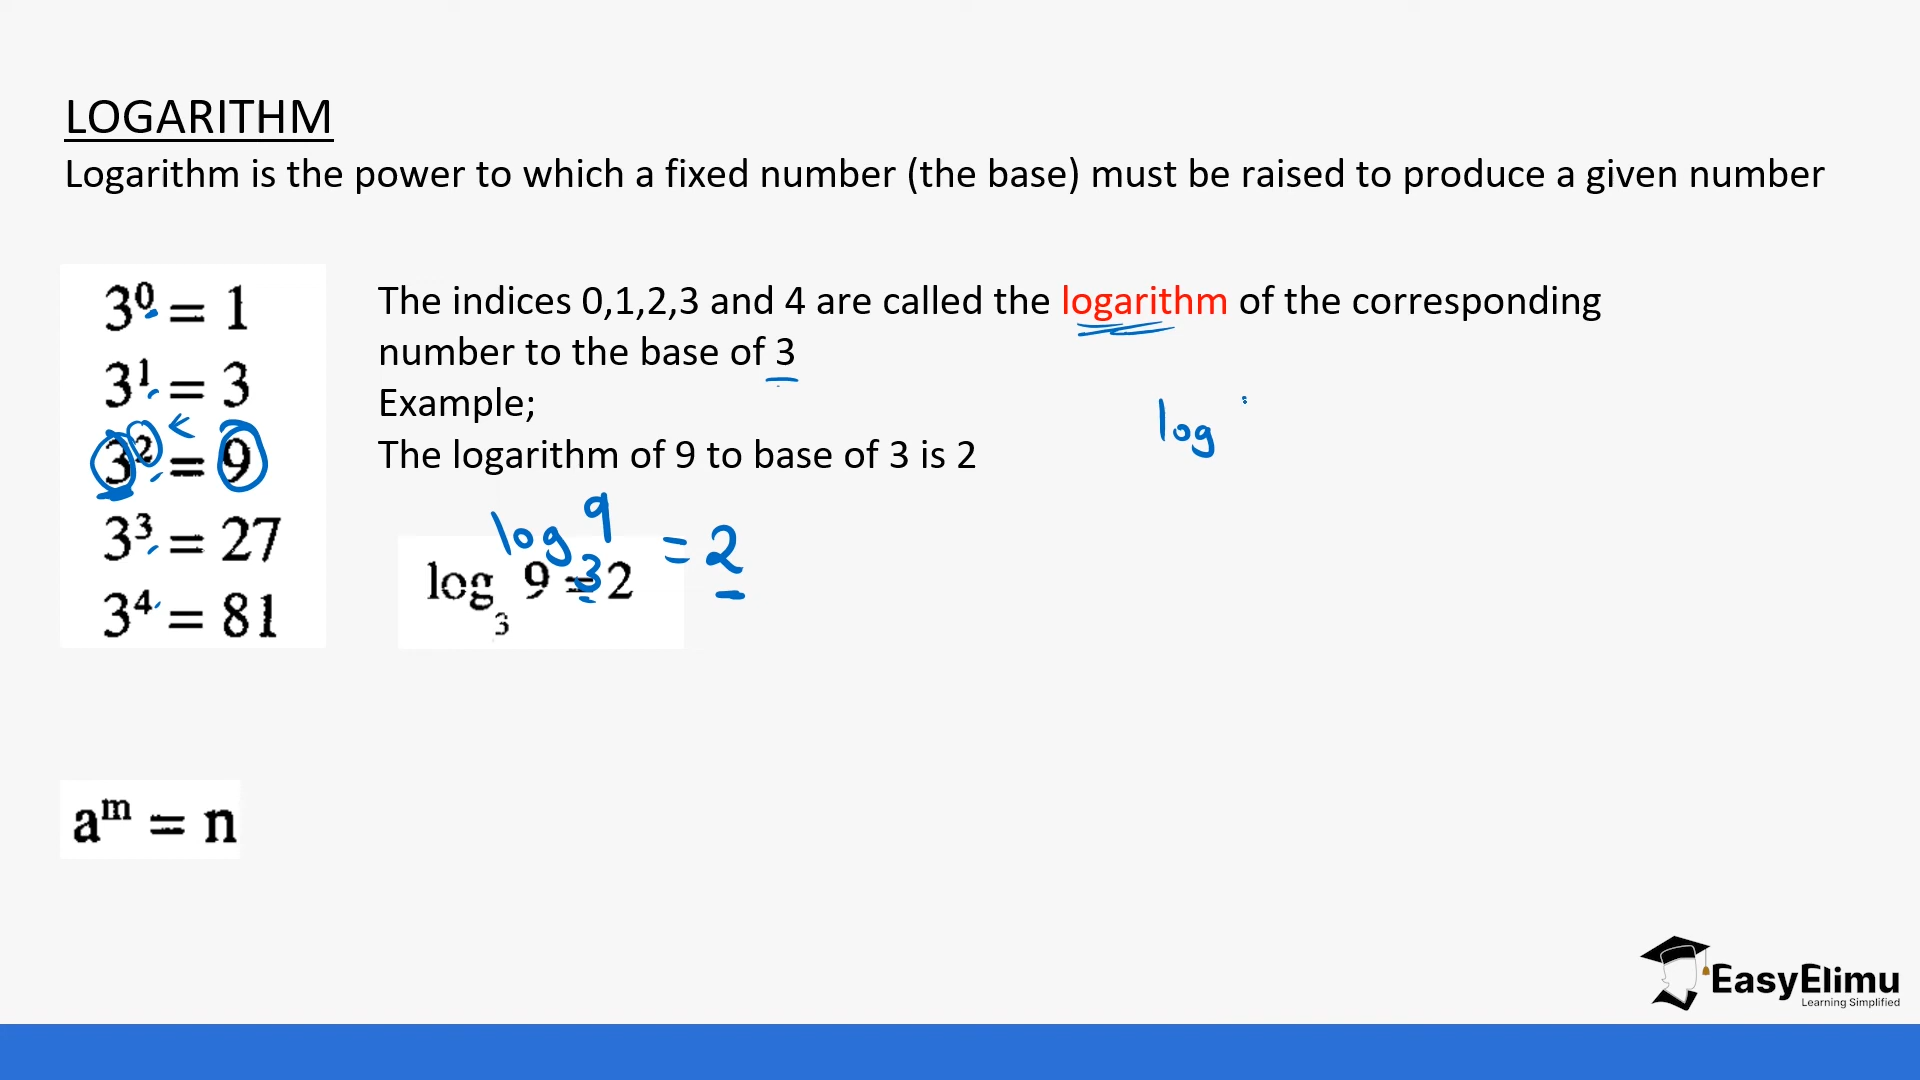 LOGARITHM
Logarithm is the power to which a fixed number (the base) must be raised to produce a given number
3⁰ = 1
3¹ = 3
3² = 9
3³ = 27
3⁴ = 81
The indices 0,1,2,3 and 4 are called the logarithm of the corresponding
number to the base of 3
Example;
The logarithm of 9 to base of 3 is 2
log₃ 9 = 2
log₃ 9 = 2
log
aᵐ = n
EasyElimu
Learning Simplified